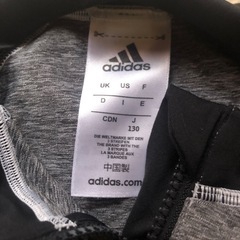 adidas
UK US F
D I E
CDN J
130
DIE WELTMARKE MIT DEN
3 STREIFEN
THE BRAND WITH THE
3 STRIPES
LA MARQUE AUX
3 BANDES
中国製
adidas.com